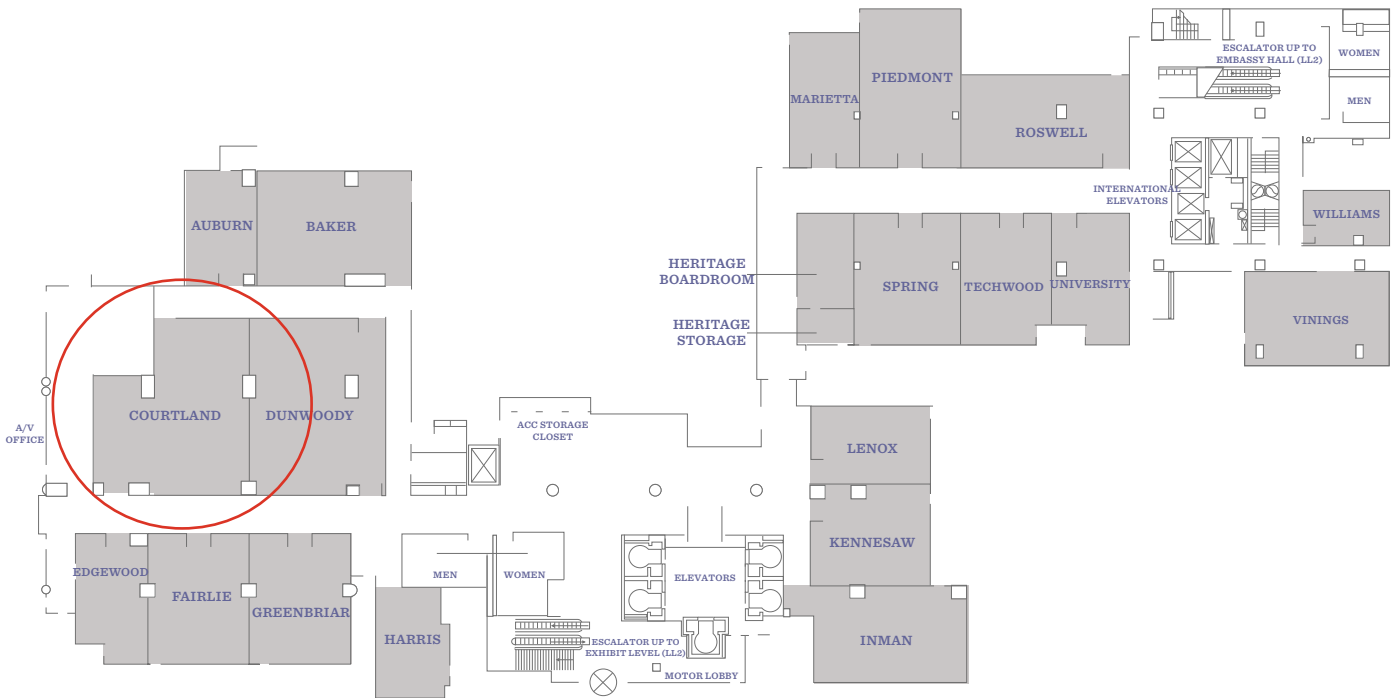 ESCALATOR UP TO
EMBASSY HALL (LL2)
WOMEN
MEN
PIEDMONT
MARIETTA
ROSWELL
INTERNATIONAL
ELEVATORS
WILLIAMS
AUBURN
BAKER
HERITAGE
BOARDROOM
SPRING
TECHWOOD
UNIVERSITY
HERITAGE
STORAGE
VININGS
COURTLAND
DUNWOODY
A/V
OFFICE
ACC STORAGE
CLOSET
LENOX
KENNESAW
EDGEWOOD
FAIRLIE
GREENBRIAR
MEN
WOMEN
ELEVATORS
HARRIS
ESCALATOR UP TO
EXHIBIT LEVEL (LL2)
MOTOR LOBBY
INMAN